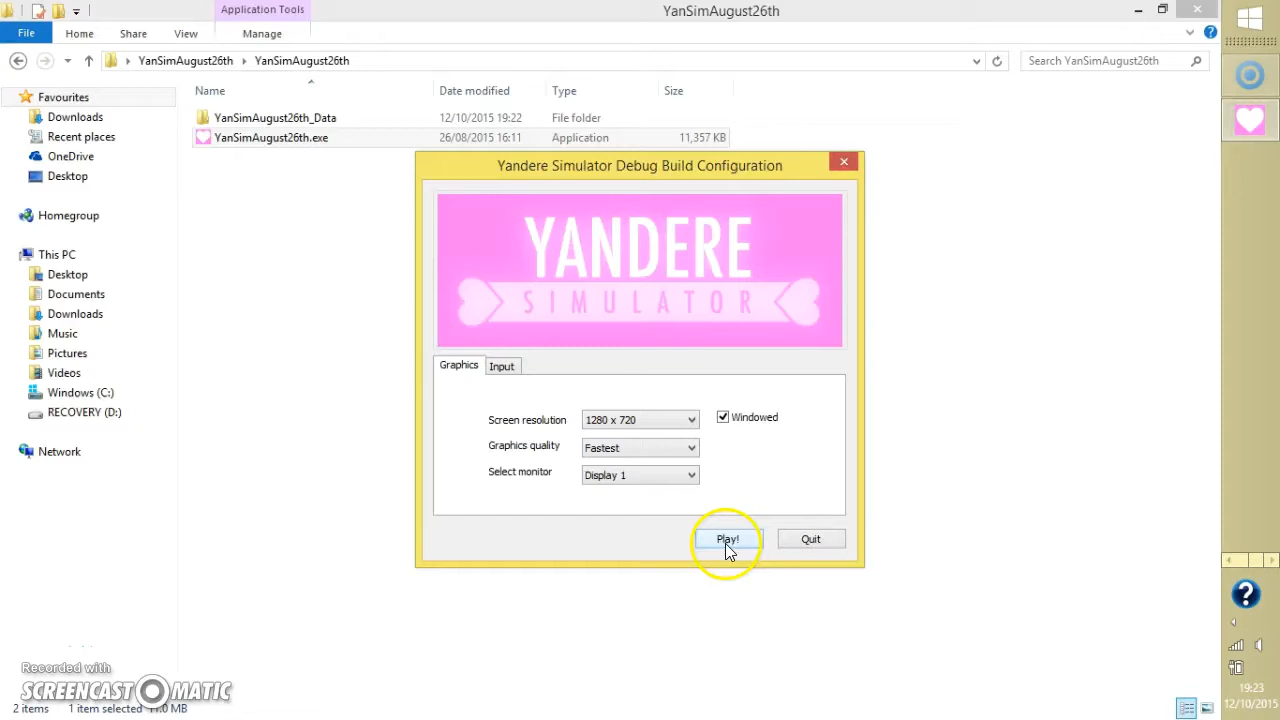 Application Tools
YanSimAugust26th
File
Home
Share
View
Manage
YanSimAugust26th
YanSimAugust26th
Search YanSimAugust26th
Favourites
Downloads
Recent places
OneDrive
Desktop
Homegroup
This PC
Desktop
Documents
Downloads
Music
Pictures
Videos
Windows (C:)
RECOVERY (D:)
Network
Name
Date modified
Type
Size
YanSimAugust26th_Data
12/10/2015 19:22
File folder
YanSimAugust26th.exe
26/08/2015 16:11
Application
11,357 KB
Yandere Simulator Debug Build Configuration
YANDERE
SIMULATOR
Graphics
Input
Screen resolution
1280 x 720
Windowed
Graphics quality
Fastest
Select monitor
Display 1
Play!
Quit
Recorded with
SCREENCAST MATIC
2 items
1 item selected
MB
19:23
12/10/2015